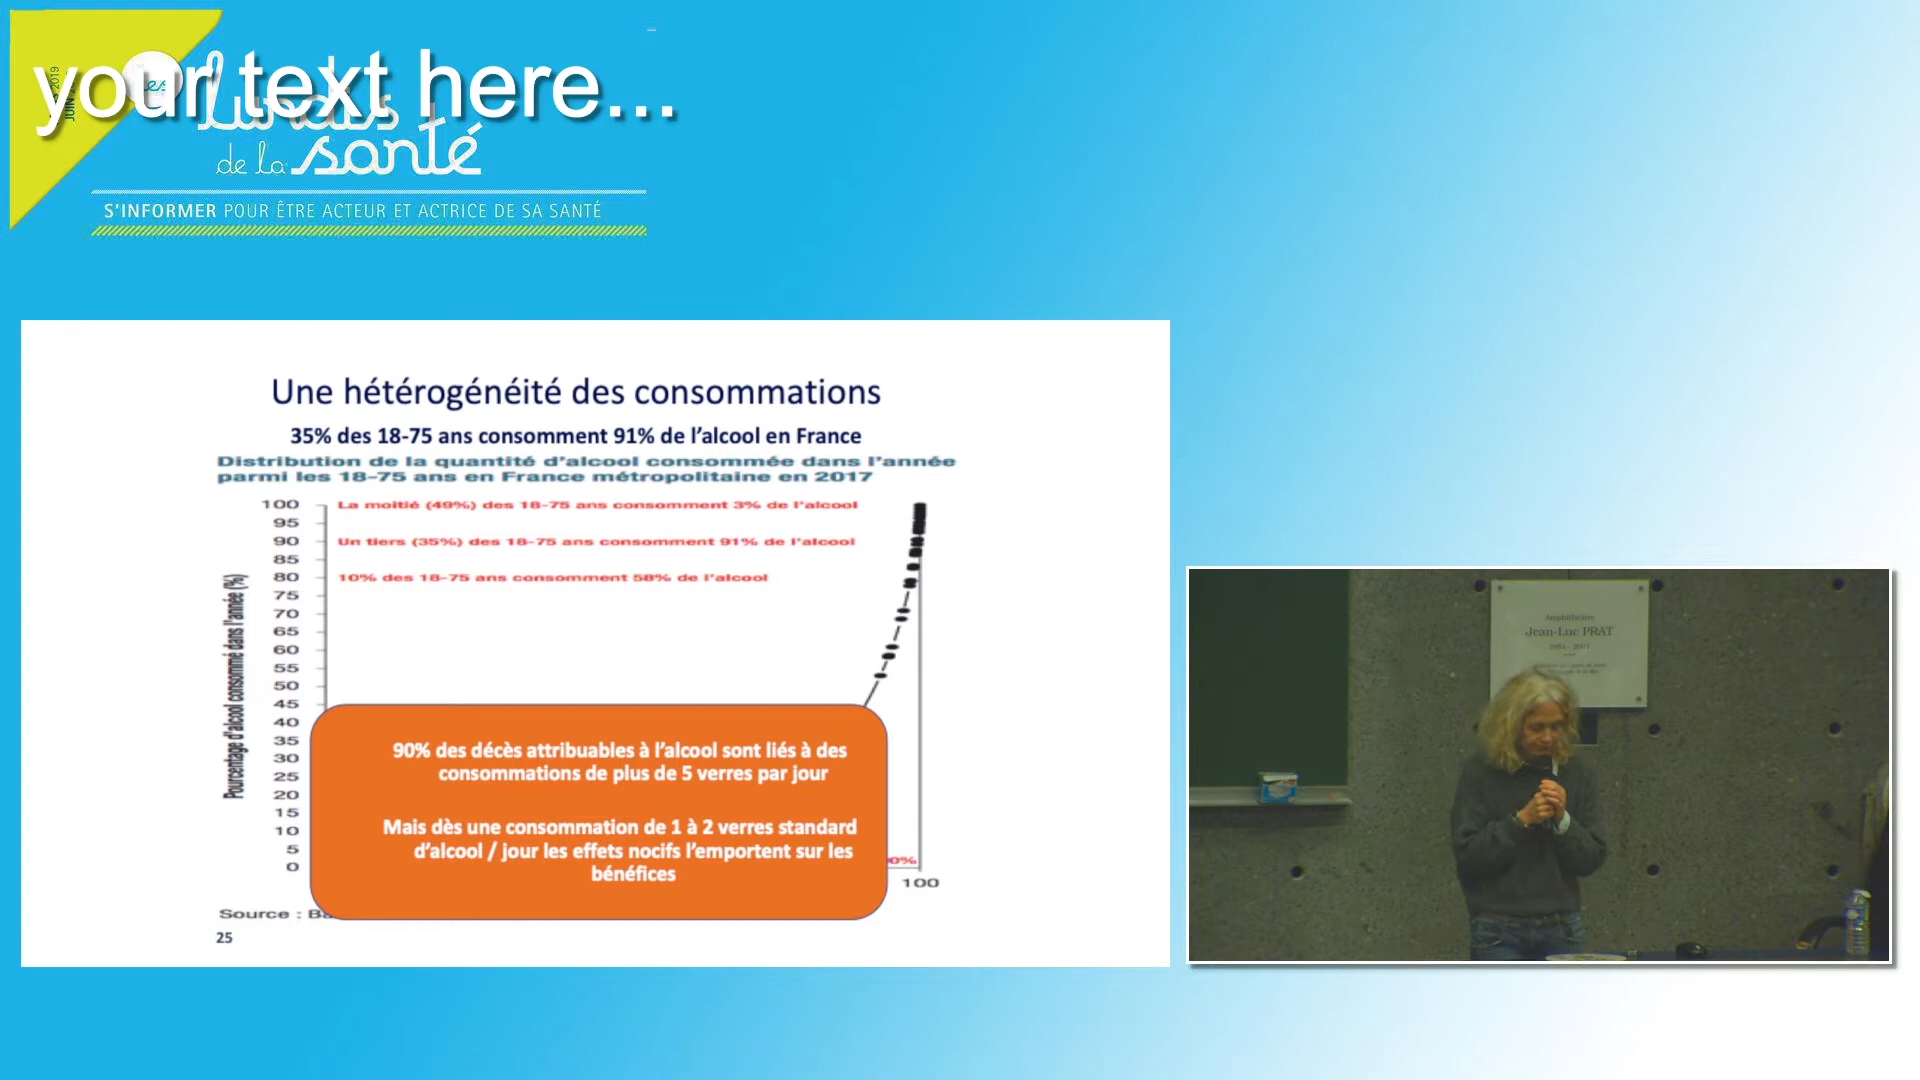 your text here...
2019
JUIN
Les
lundis
de la santé
S'INFORMER POUR ÊTRE ACTEUR ET ACTRICE DE SA SANTÉ
Une hétérogénéité des consommations
35% des 18-75 ans consomment 91% de l'alcool en France
Distribution de la quantité d'alcool consommée dans l'année
parmi les 18-75 ans en France métropolitaine en 2017
Pourcentage d'alcool consommé dans l'année (%)
100
95
90
85
80
75
70
65
60
55
50
45
40
35
30
25
20
15
10
5
0
La moitié (49%) des 18-75 ans consomment 3% de l'alcool
Un tiers (35%) des 18-75 ans consomment 91% de l'alcool
10% des 18-75 ans consomment 58% de l'alcool
90% des décès attribuables à l'alcool sont liés à des
consommations de plus de 5 verres par jour
Mais dès une consommation de 1 à 2 verres standard
d'alcool / jour les effets nocifs l'emportent sur les
bénéfices
0%
100
Source : Ba
25
Amphithéâtre
Jean-Luc PRAT